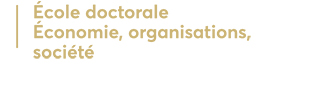 École doctorale
Économie, organisations,
société